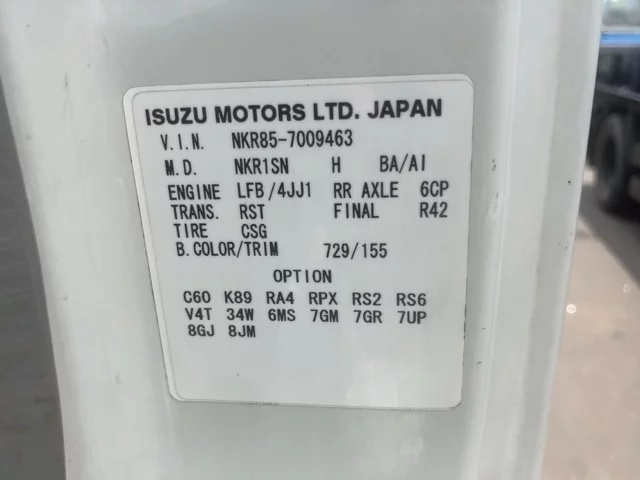 ISUZU MOTORS LTD. JAPAN
V.I.N. NKR85-7009463
M.D. NKR1SN H BA/AI
ENGINE LFB/4JJ1 RR AXLE 6CP
TRANS. RST FINAL R42
TIRE CSG
B.COLOR/TRIM 729/155
OPTION
C60 K89 RA4 RPX RS2 RS6
V4T 34W 6MS 7GM 7GR 7UP
8GJ 8JM